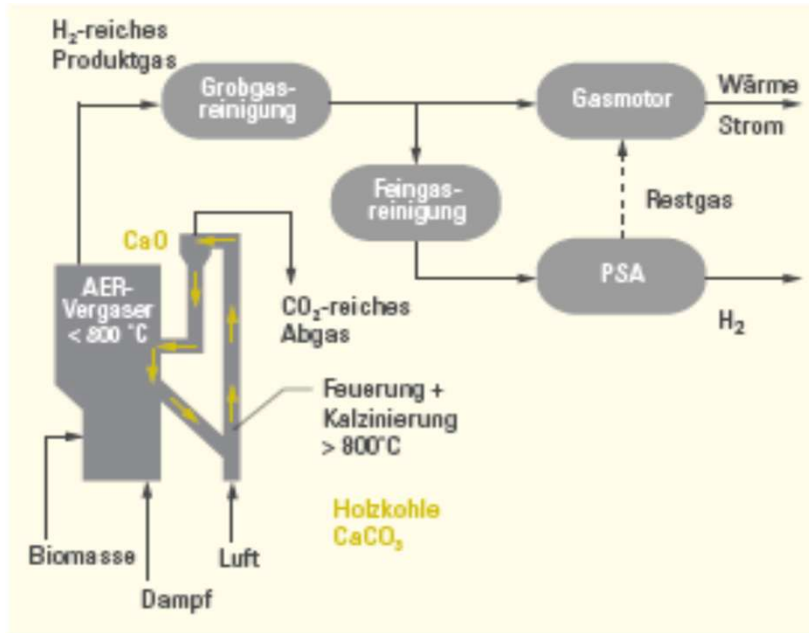 H₂-reiches
Produktgas
Grobgas-
reinigung
Gasmotor
Wärme
Strom
Feingas-
reinigung
Restgas
CaO
PSA
AER-
Vergaser
< 800 °C
CO₂-reiches
Abgas
H₂
Feuerung +
Kalzinierung
> 800°C
Holzkohle
CaCO₃
Biomasse
Luft
Dampf